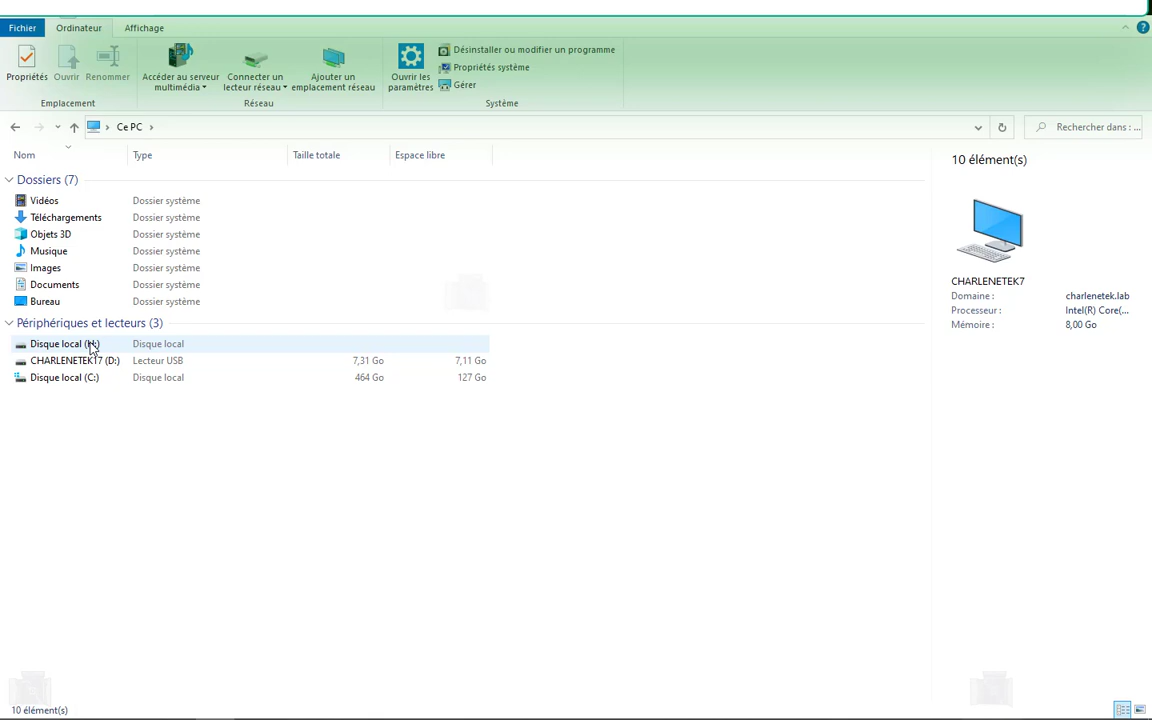 Fichier Ordinateur Affichage
Propriétés Ouvrir Renommer
Emplacement
Accéder au serveur multimédia
Connecter un lecteur réseau
Ajouter un emplacement réseau
Réseau
Ouvrir les paramètres
Désinstaller ou modifier un programme
Propriétés système
Gérer
Système
Ce PC
Rechercher dans : ...
Nom Type Taille totale Espace libre
Dossiers (7)
Vidéos Dossier système
Téléchargements Dossier système
Objets 3D Dossier système
Musique Dossier système
Images Dossier système
Documents Dossier système
Bureau Dossier système
Périphériques et lecteurs (3)
Disque local Disque local
CHARLENETEK17 (D:) Lecteur USB 7,31 Go 7,11 Go
Disque local (C:) Disque local 464 Go 127 Go
10 élément(s)
CHARLENETEK7
Domaine : charlenetek.lab
Processeur : Intel(R) Core(...
Mémoire : 8,00 Go
10 élément(s)